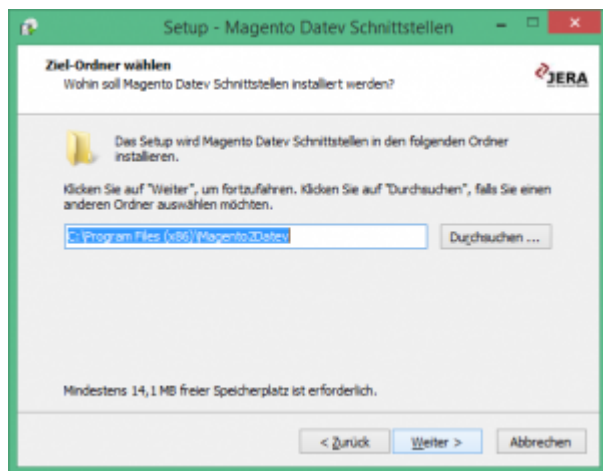 Setup - Magento Datev Schnittstellen
Ziel-Ordner wählen
Wohin soll Magento Datev Schnittstellen installiert werden?
JERA
Das Setup wird Magento Datev Schnittstellen in den folgenden Ordner
installieren.
Klicken Sie auf "Weiter", um fortzufahren. Klicken Sie auf "Durchsuchen", falls Sie einen
anderen Ordner auswählen möchten.
C:\Program Files (x86)\Magento2Datev
Durchsuchen ...
Mindestens 14,1 MB freier Speicherplatz ist erforderlich.
< Zurück
Weiter >
Abbrechen